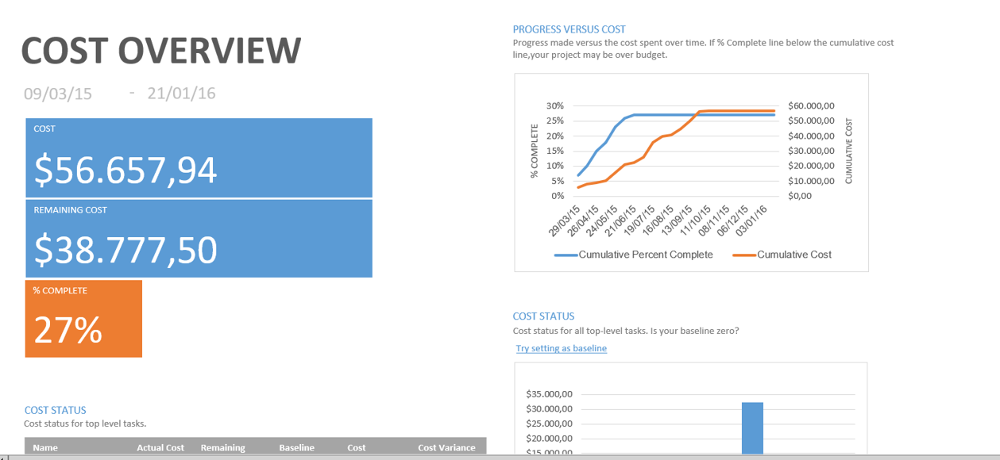 COST OVERVIEW
09/03/15 - 21/01/16
COST
$56.657,94
REMAINING COST
$38.777,50
% COMPLETE
27%
COST STATUS
Cost status for top level tasks.
Name Actual Cost Remaining Baseline Cost Cost Variance
PROGRESS VERSUS COST
Progress made versus the cost spent over time. If % Complete line below the cumulative cost
line,your project may be over budget.
% COMPLETE
30%
25%
20%
15%
10%
5%
0%
$60.000,00
$50.000,00
$40.000,00
$30.000,00
$20.000,00
$10.000,00
$0,00
CUMULATIVE COST
29/03/15
26/04/15
24/05/15
21/06/15
19/07/15
16/08/15
13/09/15
11/10/15
08/11/15
06/12/15
03/01/16
Cumulative Percent Complete Cumulative Cost
COST STATUS
Cost status for all top-level tasks. Is your baseline zero?
Try setting as baseline
$35.000,00
$30.000,00
$25.000,00
$20.000,00
$15.000,00